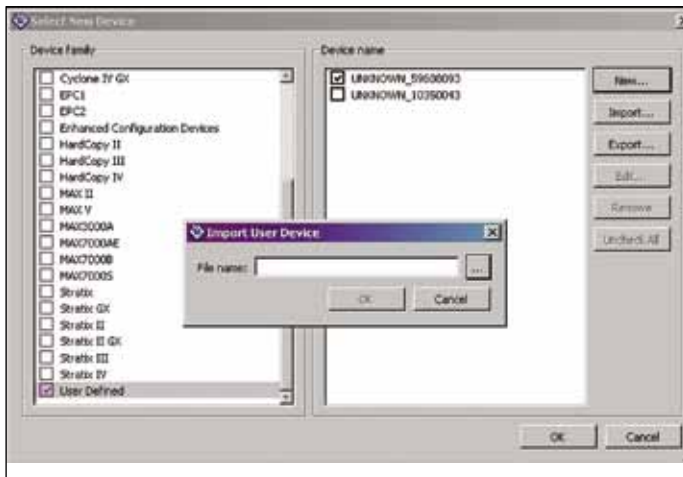 Select New Device
Device family
Cyclone IV GX
EPC1
EPC2
Enhanced Configuration Devices
HardCopy II
HardCopy III
HardCopy IV
MAX II
MAX V
MAX3000A
MAX7000AE
MAX7000B
MAX7000S
Stratix
Stratix GX
Stratix II
Stratix II GX
Stratix III
Stratix IV
User Defined
Device name
UNKNOWN_10350043
New...
Import...
Export...
Edit...
Remove
Uncheck All
Import User Device
File name:
...
OK
Cancel
OK
Cancel